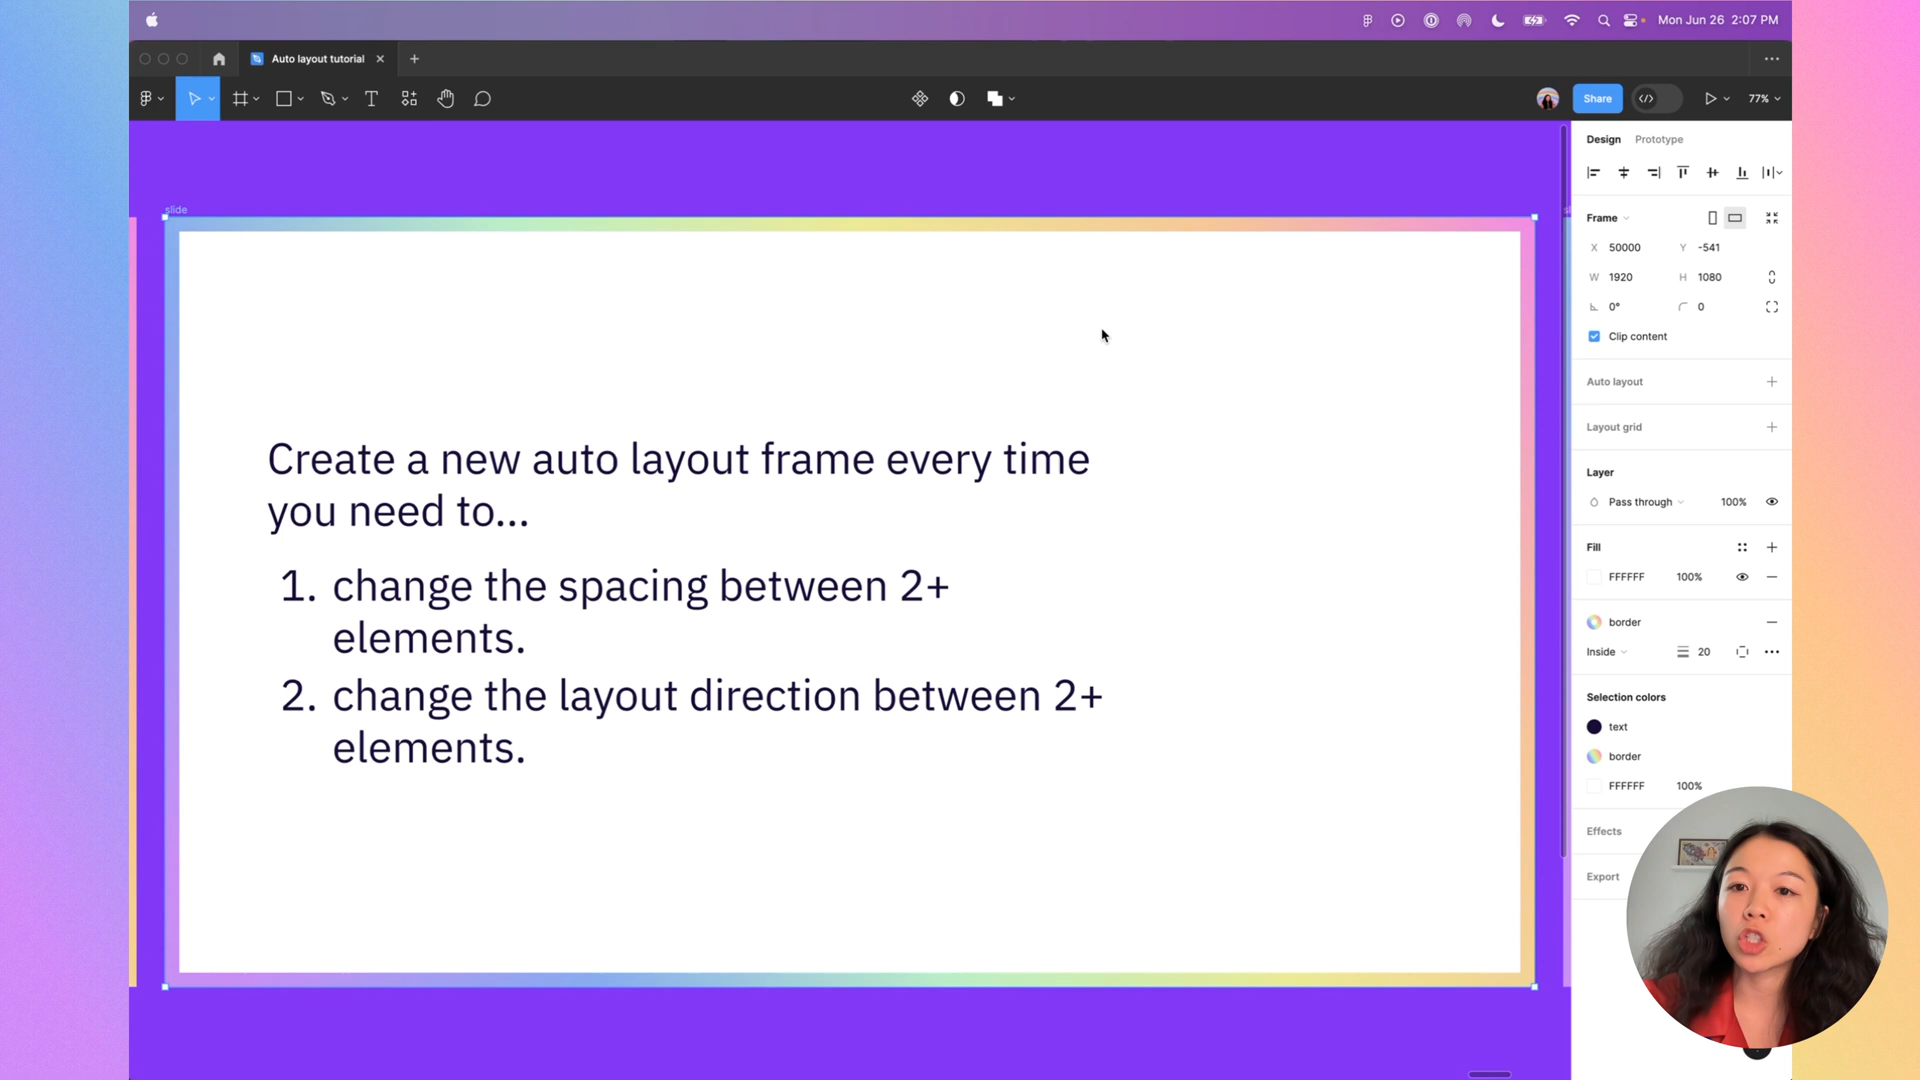 Mon Jun 26 2:07 PM
Auto layout tutorial
Share
77%
Design Prototype
slide
Frame
X 50000 Y -541
W 1920 H 1080
0° 0
Clip content
Auto layout
Layout grid
Create a new auto layout frame every time
you need to...
1. change the spacing between 2+
elements.
2. change the layout direction between 2+
elements.
Layer
Pass through 100%
Fill
FFFFFF 100%
border
Inside 20
Selection colors
text
border
FFFFFF 100%
Effects
Export